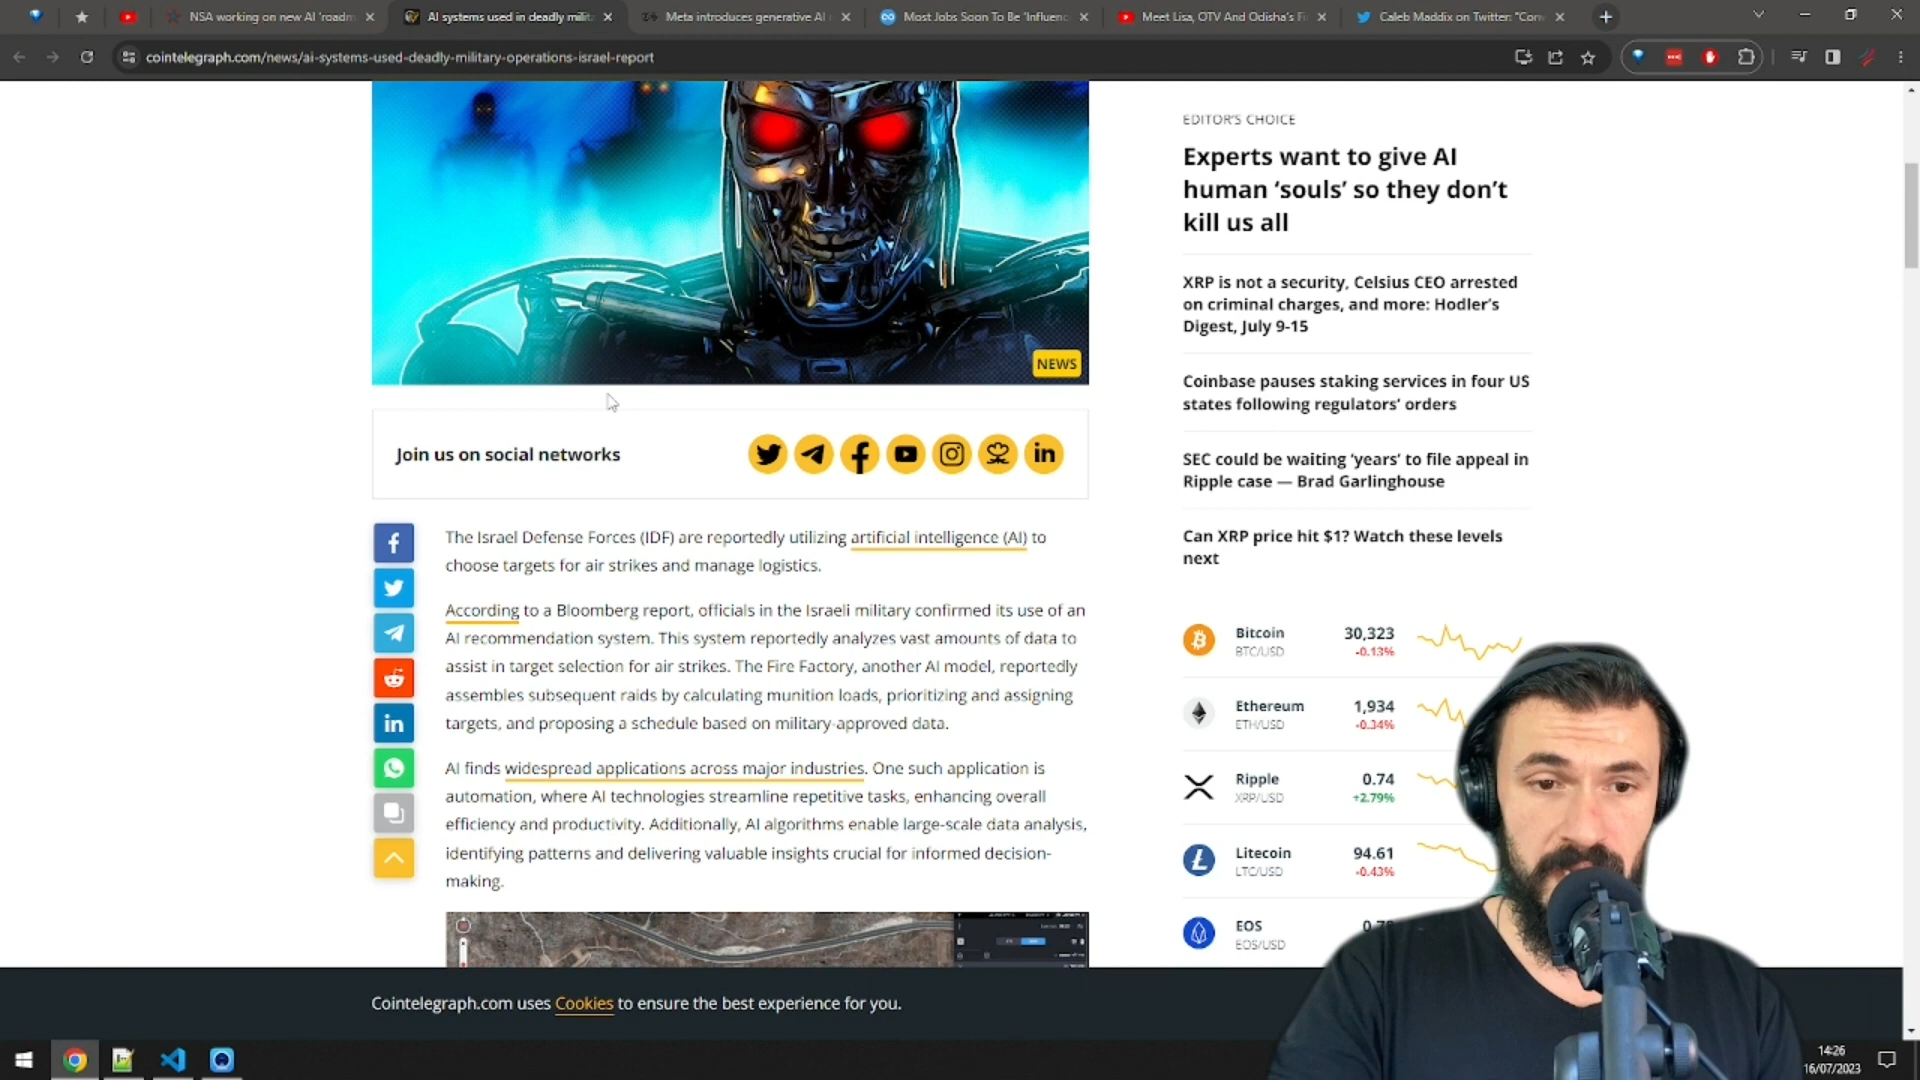 NSA working on new AI 'roadm
AI systems used in deadly milit
Meta introduces generative AI
Most Jobs Soon To Be 'Influenc
Meet Lisa, OTV And Odisha's Fi
Caleb Maddix on Twitter: "Conv
cointelegraph.com/news/ai-systems-used-deadly-military-operations-israel-report
NEWS
Join us on social networks
The Israel Defense Forces (IDF) are reportedly utilizing artificial intelligence (AI) to
choose targets for air strikes and manage logistics.
According to a Bloomberg report, officials in the Israeli military confirmed its use of an
AI recommendation system. This system reportedly analyzes vast amounts of data to
assist in target selection for air strikes. The Fire Factory, another AI model, reportedly
assembles subsequent raids by calculating munition loads, prioritizing and assigning
targets, and proposing a schedule based on military-approved data.
AI finds widespread applications across major industries. One such application is
automation, where AI technologies streamline repetitive tasks, enhancing overall
efficiency and productivity. Additionally, AI algorithms enable large-scale data analysis,
identifying patterns and delivering valuable insights crucial for informed decision-
making.
EDITOR'S CHOICE
Experts want to give AI
human ‘souls’ so they don’t
kill us all
XRP is not a security, Celsius CEO arrested
on criminal charges, and more: Hodler’s
Digest, July 9-15
Coinbase pauses staking services in four US
states following regulators’ orders
SEC could be waiting ‘years’ to file appeal in
Ripple case — Brad Garlinghouse
Can XRP price hit $1? Watch these levels
next
Bitcoin 30,323
BTC/USD -0.13%
Ethereum 1,934
ETH/USD -0.34%
Ripple 0.74
XRP/USD +2.79%
Litecoin 94.61
LTC/USD -0.43%
EOS
EOS/USD
Cointelegraph.com uses Cookies to ensure the best experience for you.
14:26
16/07/2023